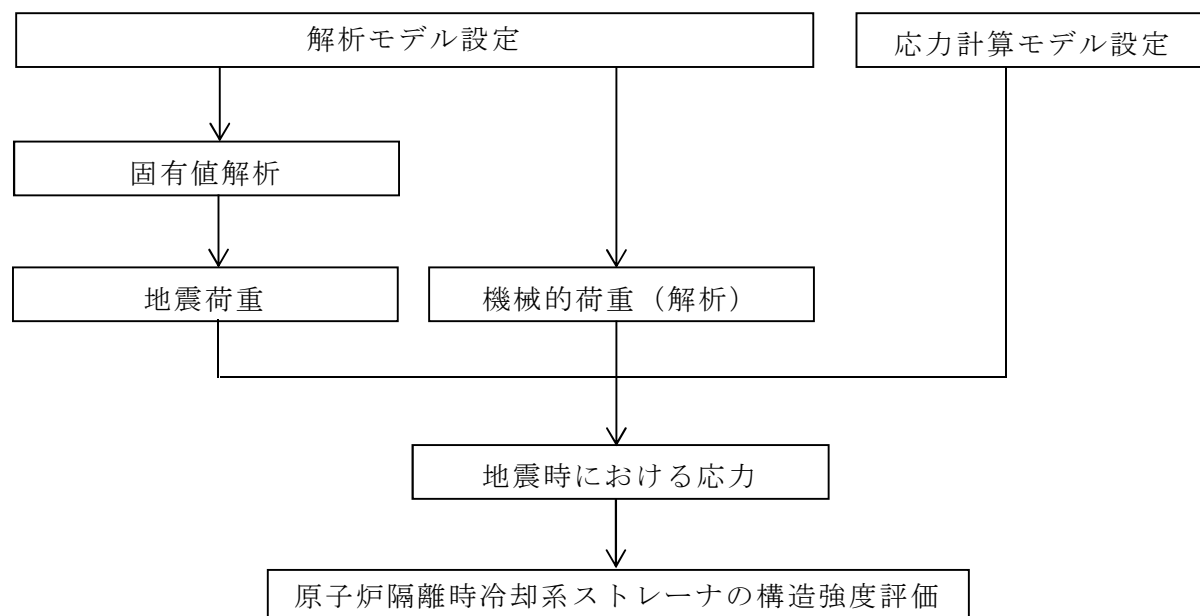 解析モデル設定
応力計算モデル設定
固有値解析
地震荷重
機械的荷重（解析）
地震時における応力
原子炉隔離時冷却系ストレーナの構造強度評価